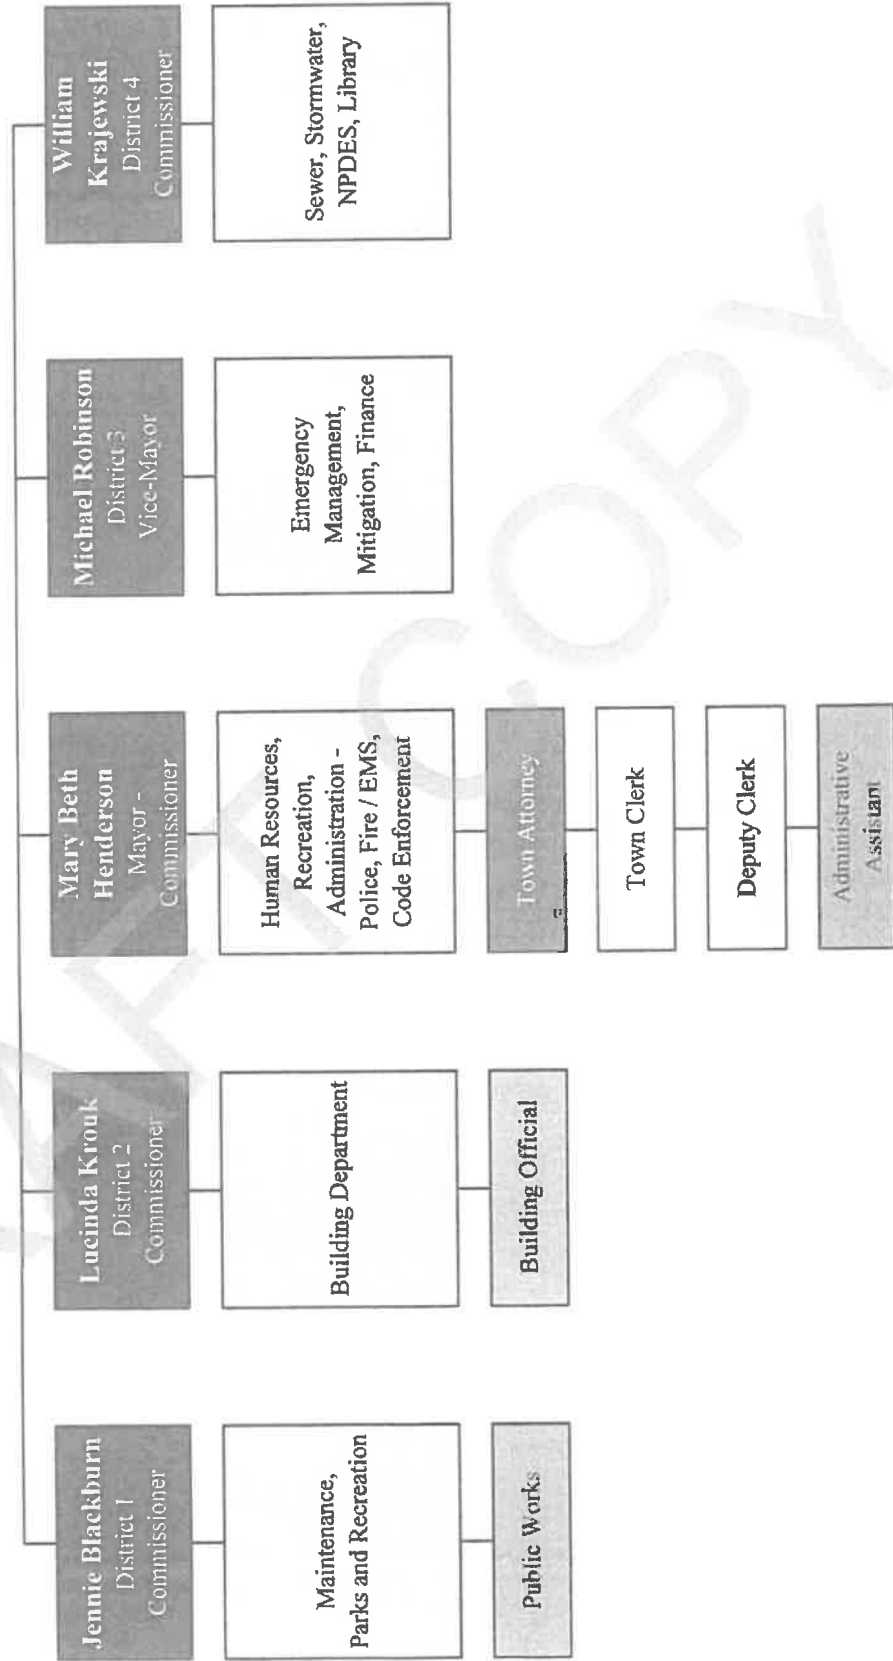 Jennie Blackburn
District 1
Commissioner
Maintenance,
Parks and Recreation
Public Works
Lucinda Krouk
District 2
Commissioner
Building Department
Building Official
Mary Beth
Henderson
Mayor -
Commissioner
Human Resources,
Recreation,
Administration -
Police, Fire / EMS,
Code Enforcement
Town Attorney
Town Clerk
Deputy Clerk
Administrative
Assistant
Michael Robinson
District 3
Vice-Mayor
Emergency
Management,
Mitigation, Finance
William
Krajewski
District 4
Commissioner
Sewer, Stormwater,
NPDES, Library
COPY